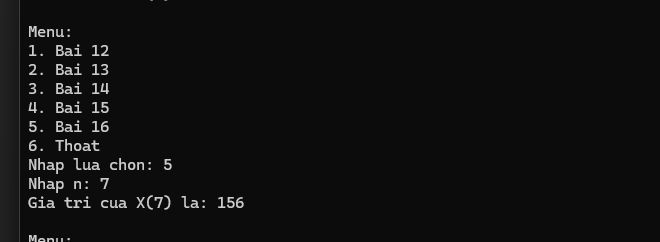 Menu:
1. Bai 12
2. Bai 13
3. Bai 14
4. Bai 15
5. Bai 16
6. Thoat
Nhap lua chon: 5
Nhap n: 7
Gia tri cua X(7) la: 156
Menu: